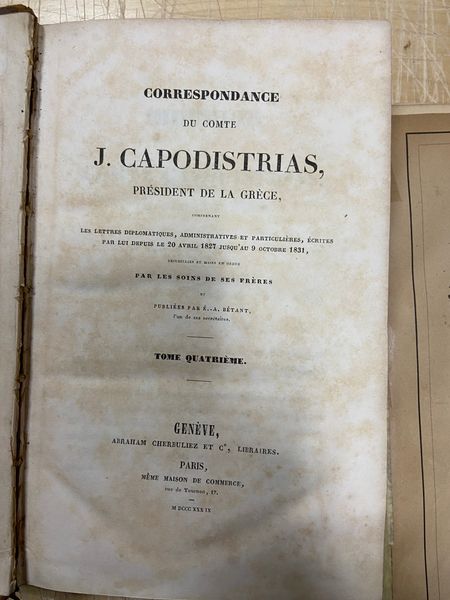 CORRESPONDANCE
DU COMTE
J. CAPODISTRIAS,
PRÉSIDENT DE LA GRÈCE,
COMPRENANT
LES LETTRES DIPLOMATIQUES, ADMINISTRATIVES ET PARTICULIÈRES, ÉCRITES
PAR LUI DEPUIS LE 20 AVRIL 1827 JUSQU'AU 9 OCTOBRE 1831,
RECUEILLIES ET MISES EN ORDRE
PAR LES SOINS DE SES FRÈRES
ET
PUBLIÉES PAR É.-A. BÉTANT,
l'un de ses secrétaires.
TOME QUATRIÈME.
GENÈVE,
ABRAHAM CHERBULIEZ ET Cᵉ, LIBRAIRES.
PARIS,
MÊME MAISON DE COMMERCE,
rue de Tournon, 17.
M DCCC XXX IX